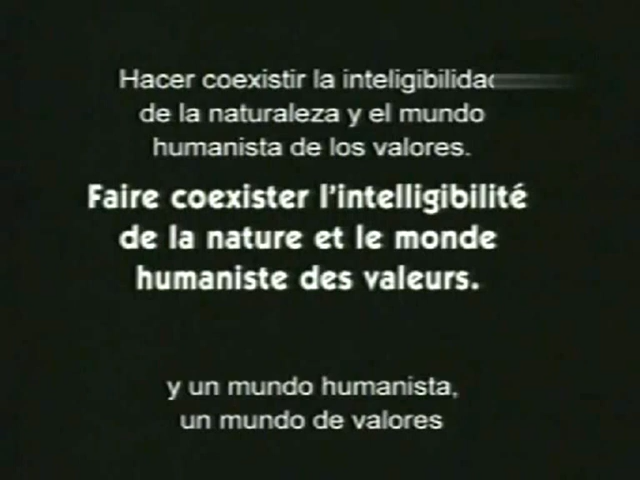 Hacer coexistir la inteligibilidad
de la naturaleza y el mundo
humanista de los valores.
Faire coexister l'intelligibilité
de la nature et le monde
humaniste des valeurs.
y un mundo humanista,
un mundo de valores